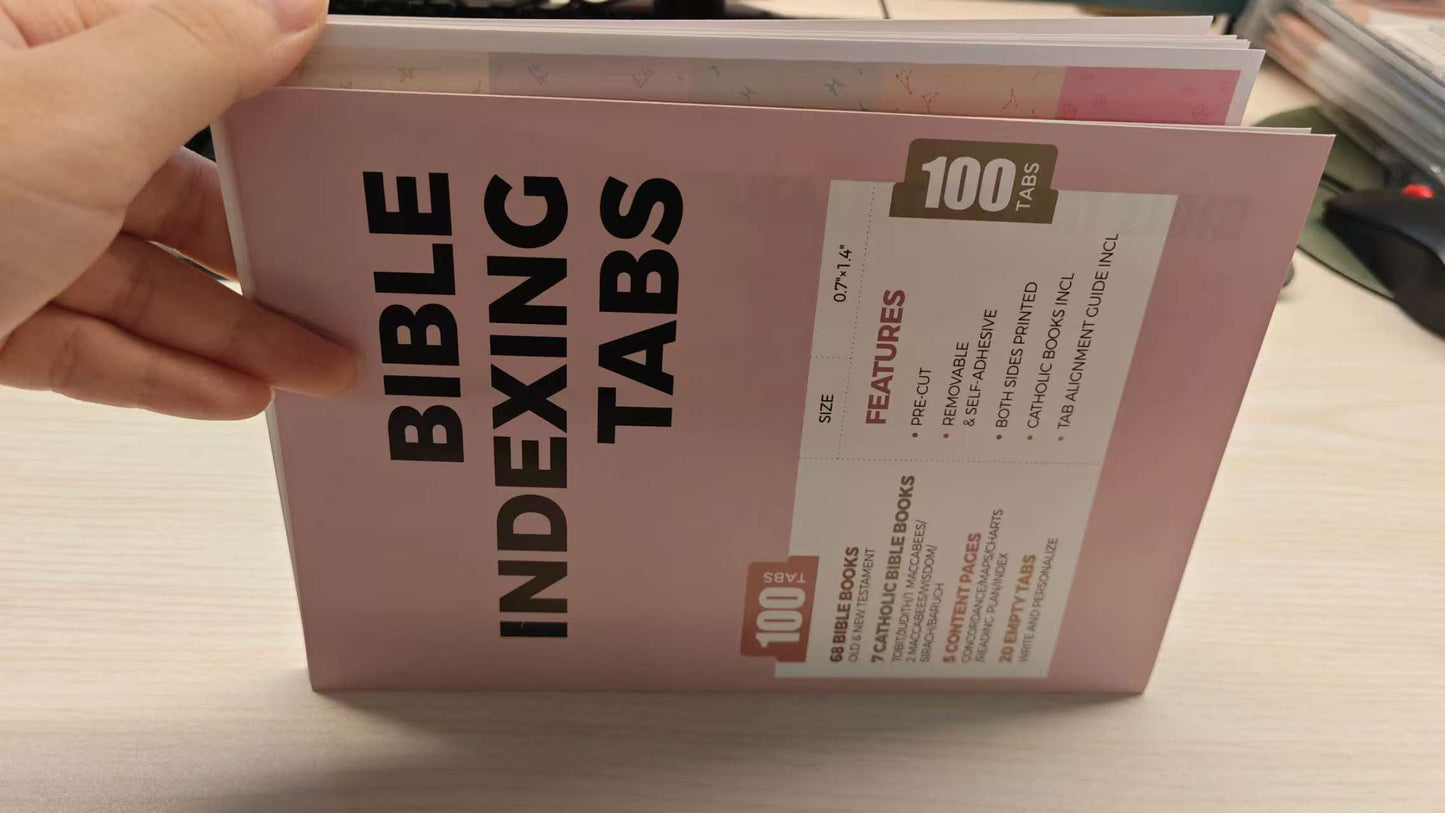 BIBLE
INDEXING
TABS
100
TABS
SIZE 0.7"×1.4"
FEATURES
• PRE-CUT
• REMOVABLE
& SELF-ADHESIVE
• BOTH SIDES PRINTED
• CATHOLIC BOOKS INCL
• TAB ALIGNMENT GUIDE INCL
100
TABS
68 BIBLE BOOKS
OLD & NEW TESTAMENT
7 CATHOLIC BIBLE BOOKS
TOBIT/JUDITH/1 MACCABEES/
2 MACCABEES/WISDOM/
SIRACH/BARUCH
5 CONTENT PAGES
CONCORDANCE/MAPS/CHARTS
/READING PLAN/INDEX
20 EMPTY TABS
WRITE AND PERSONALIZE